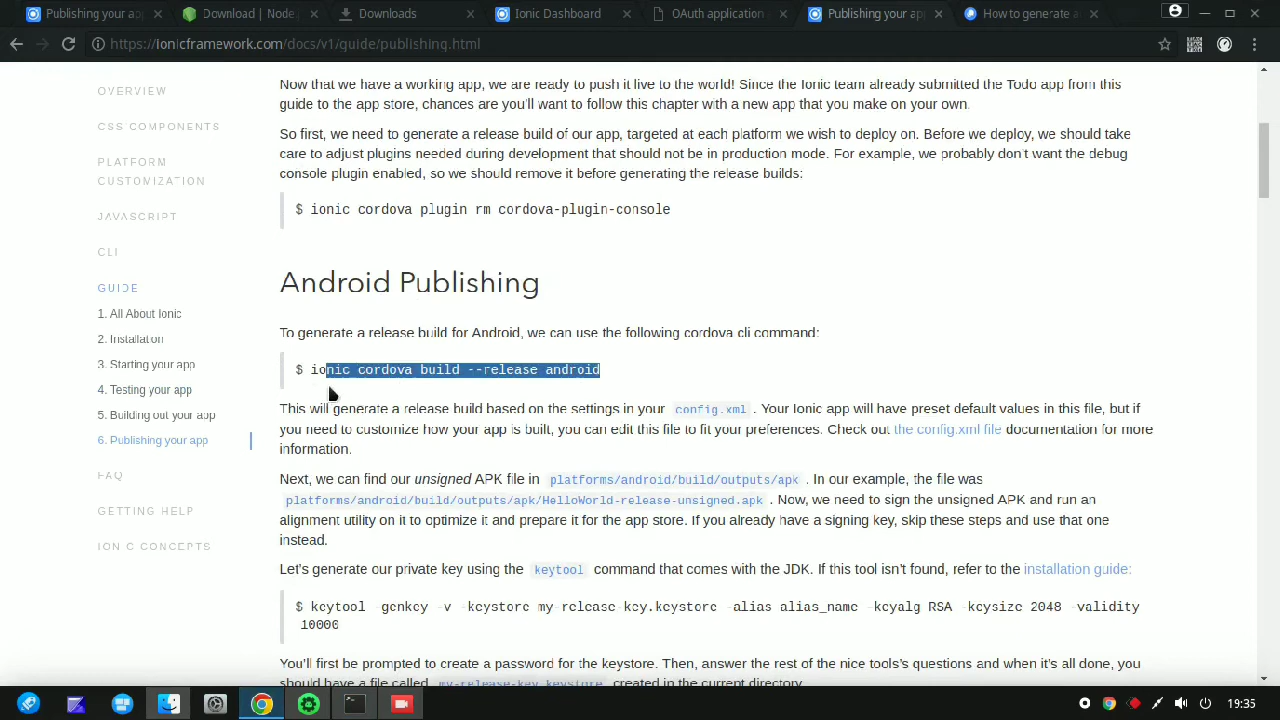 Publishing your ap
Download | Node
Downloads
Ionic Dashboard
OAuth application
Publishing your ap
How to generate a
https://ionicframework.com/docs/v1/guide/publishing.html
OVERVIEW
CSS COMPONENTS
PLATFORM
CUSTOMIZATION
JAVASCRIPT
CLI
GUIDE
1. All About Ionic
2. Installation
3. Starting your app
4. Testing your app
5. Building out your app
6. Publishing your app
FAQ
GETTING HELP
IONIC CONCEPTS
Now that we have a working app, we are ready to push it live to the world! Since the Ionic team already submitted the Todo app from this
guide to the app store, chances are you'll want to follow this chapter with a new app that you make on your own.
So first, we need to generate a release build of our app, targeted at each platform we wish to deploy on. Before we deploy, we should take
care to adjust plugins needed during development that should not be in production mode. For example, we probably don't want the debug
console plugin enabled, so we should remove it before generating the release builds:
$ ionic cordova plugin rm cordova-plugin-console
Android Publishing
To generate a release build for Android, we can use the following cordova cli command:
$ ionic cordova build --release android
This will generate a release build based on the settings in your config.xml . Your Ionic app will have preset default values in this file, but if
you need to customize how your app is built, you can edit this file to fit your preferences. Check out the config.xml file documentation for more
information.
Next, we can find our unsigned APK file in platforms/android/build/outputs/apk . In our example, the file was
platforms/android/build/outputs/apk/HelloWorld-release-unsigned.apk . Now, we need to sign the unsigned APK and run an
alignment utility on it to optimize it and prepare it for the app store. If you already have a signing key, skip these steps and use that one
instead.
Let's generate our private key using the keytool command that comes with the JDK. If this tool isn't found, refer to the installation guide:
$ keytool -genkey -v -keystore my-release-key.keystore -alias alias_name -keyalg RSA -keysize 2048 -validity
10000
You'll first be prompted to create a password for the keystore. Then, answer the rest of the nice tools's questions and when it's all done, you
should have a file called my-release-key.keystore created in the current directory.
19:35